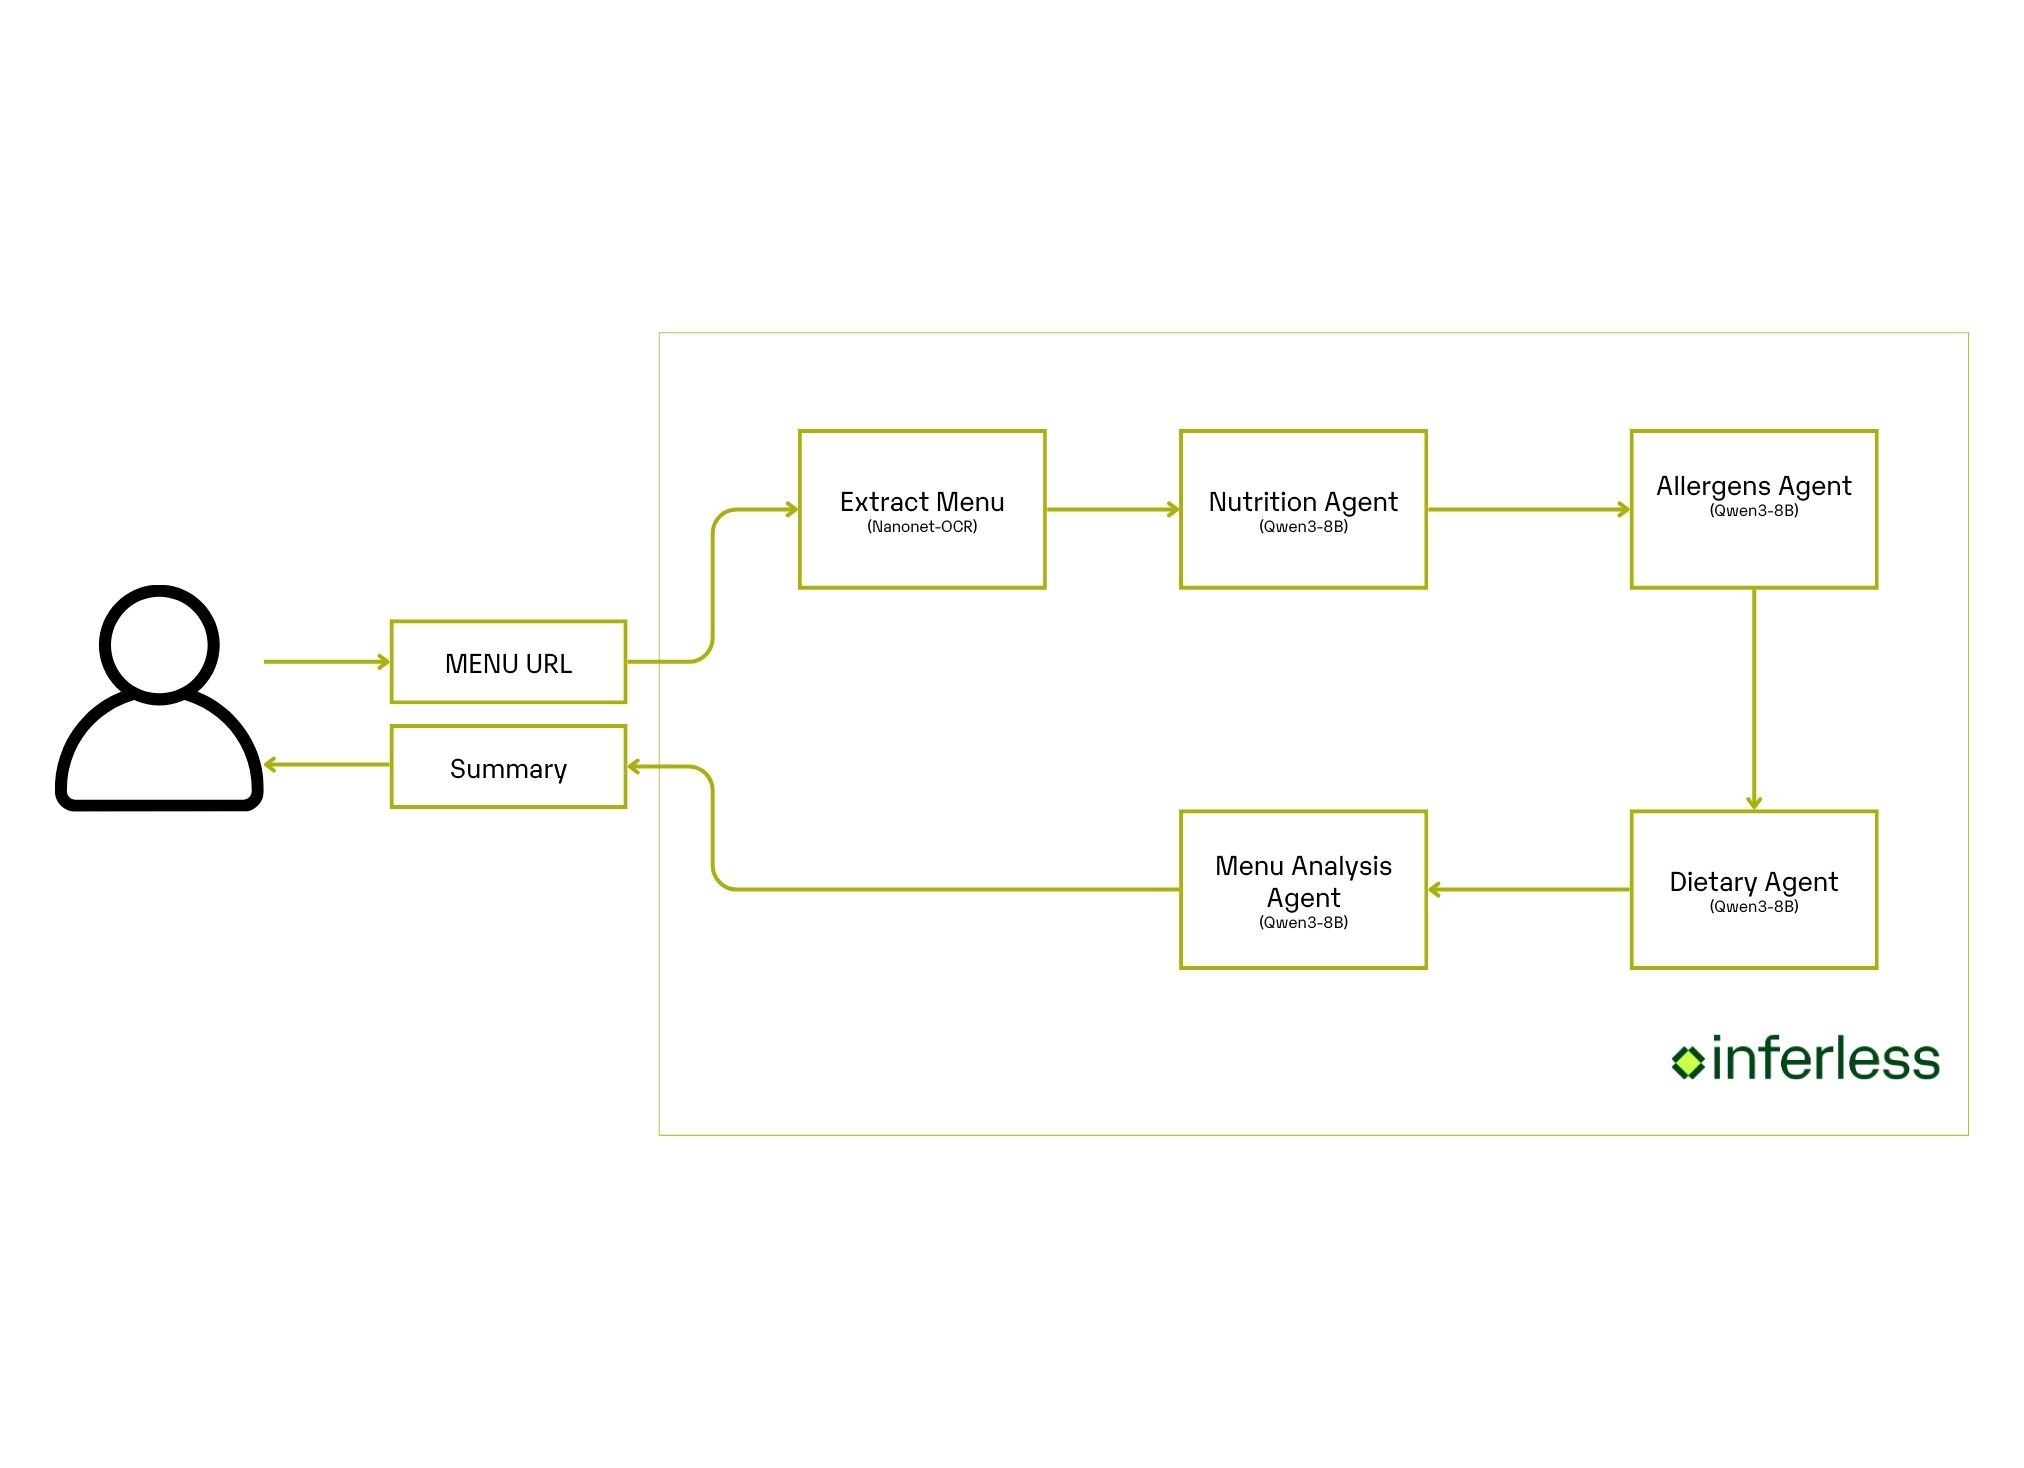 Extract Menu
(Nanonet-OCR)
Nutrition Agent
(Qwen3-8B)
Allergens Agent
(Qwen3-8B)
MENU URL
Summary
Menu Analysis
Agent
(Qwen3-8B)
Dietary Agent
(Qwen3-8B)
inferless